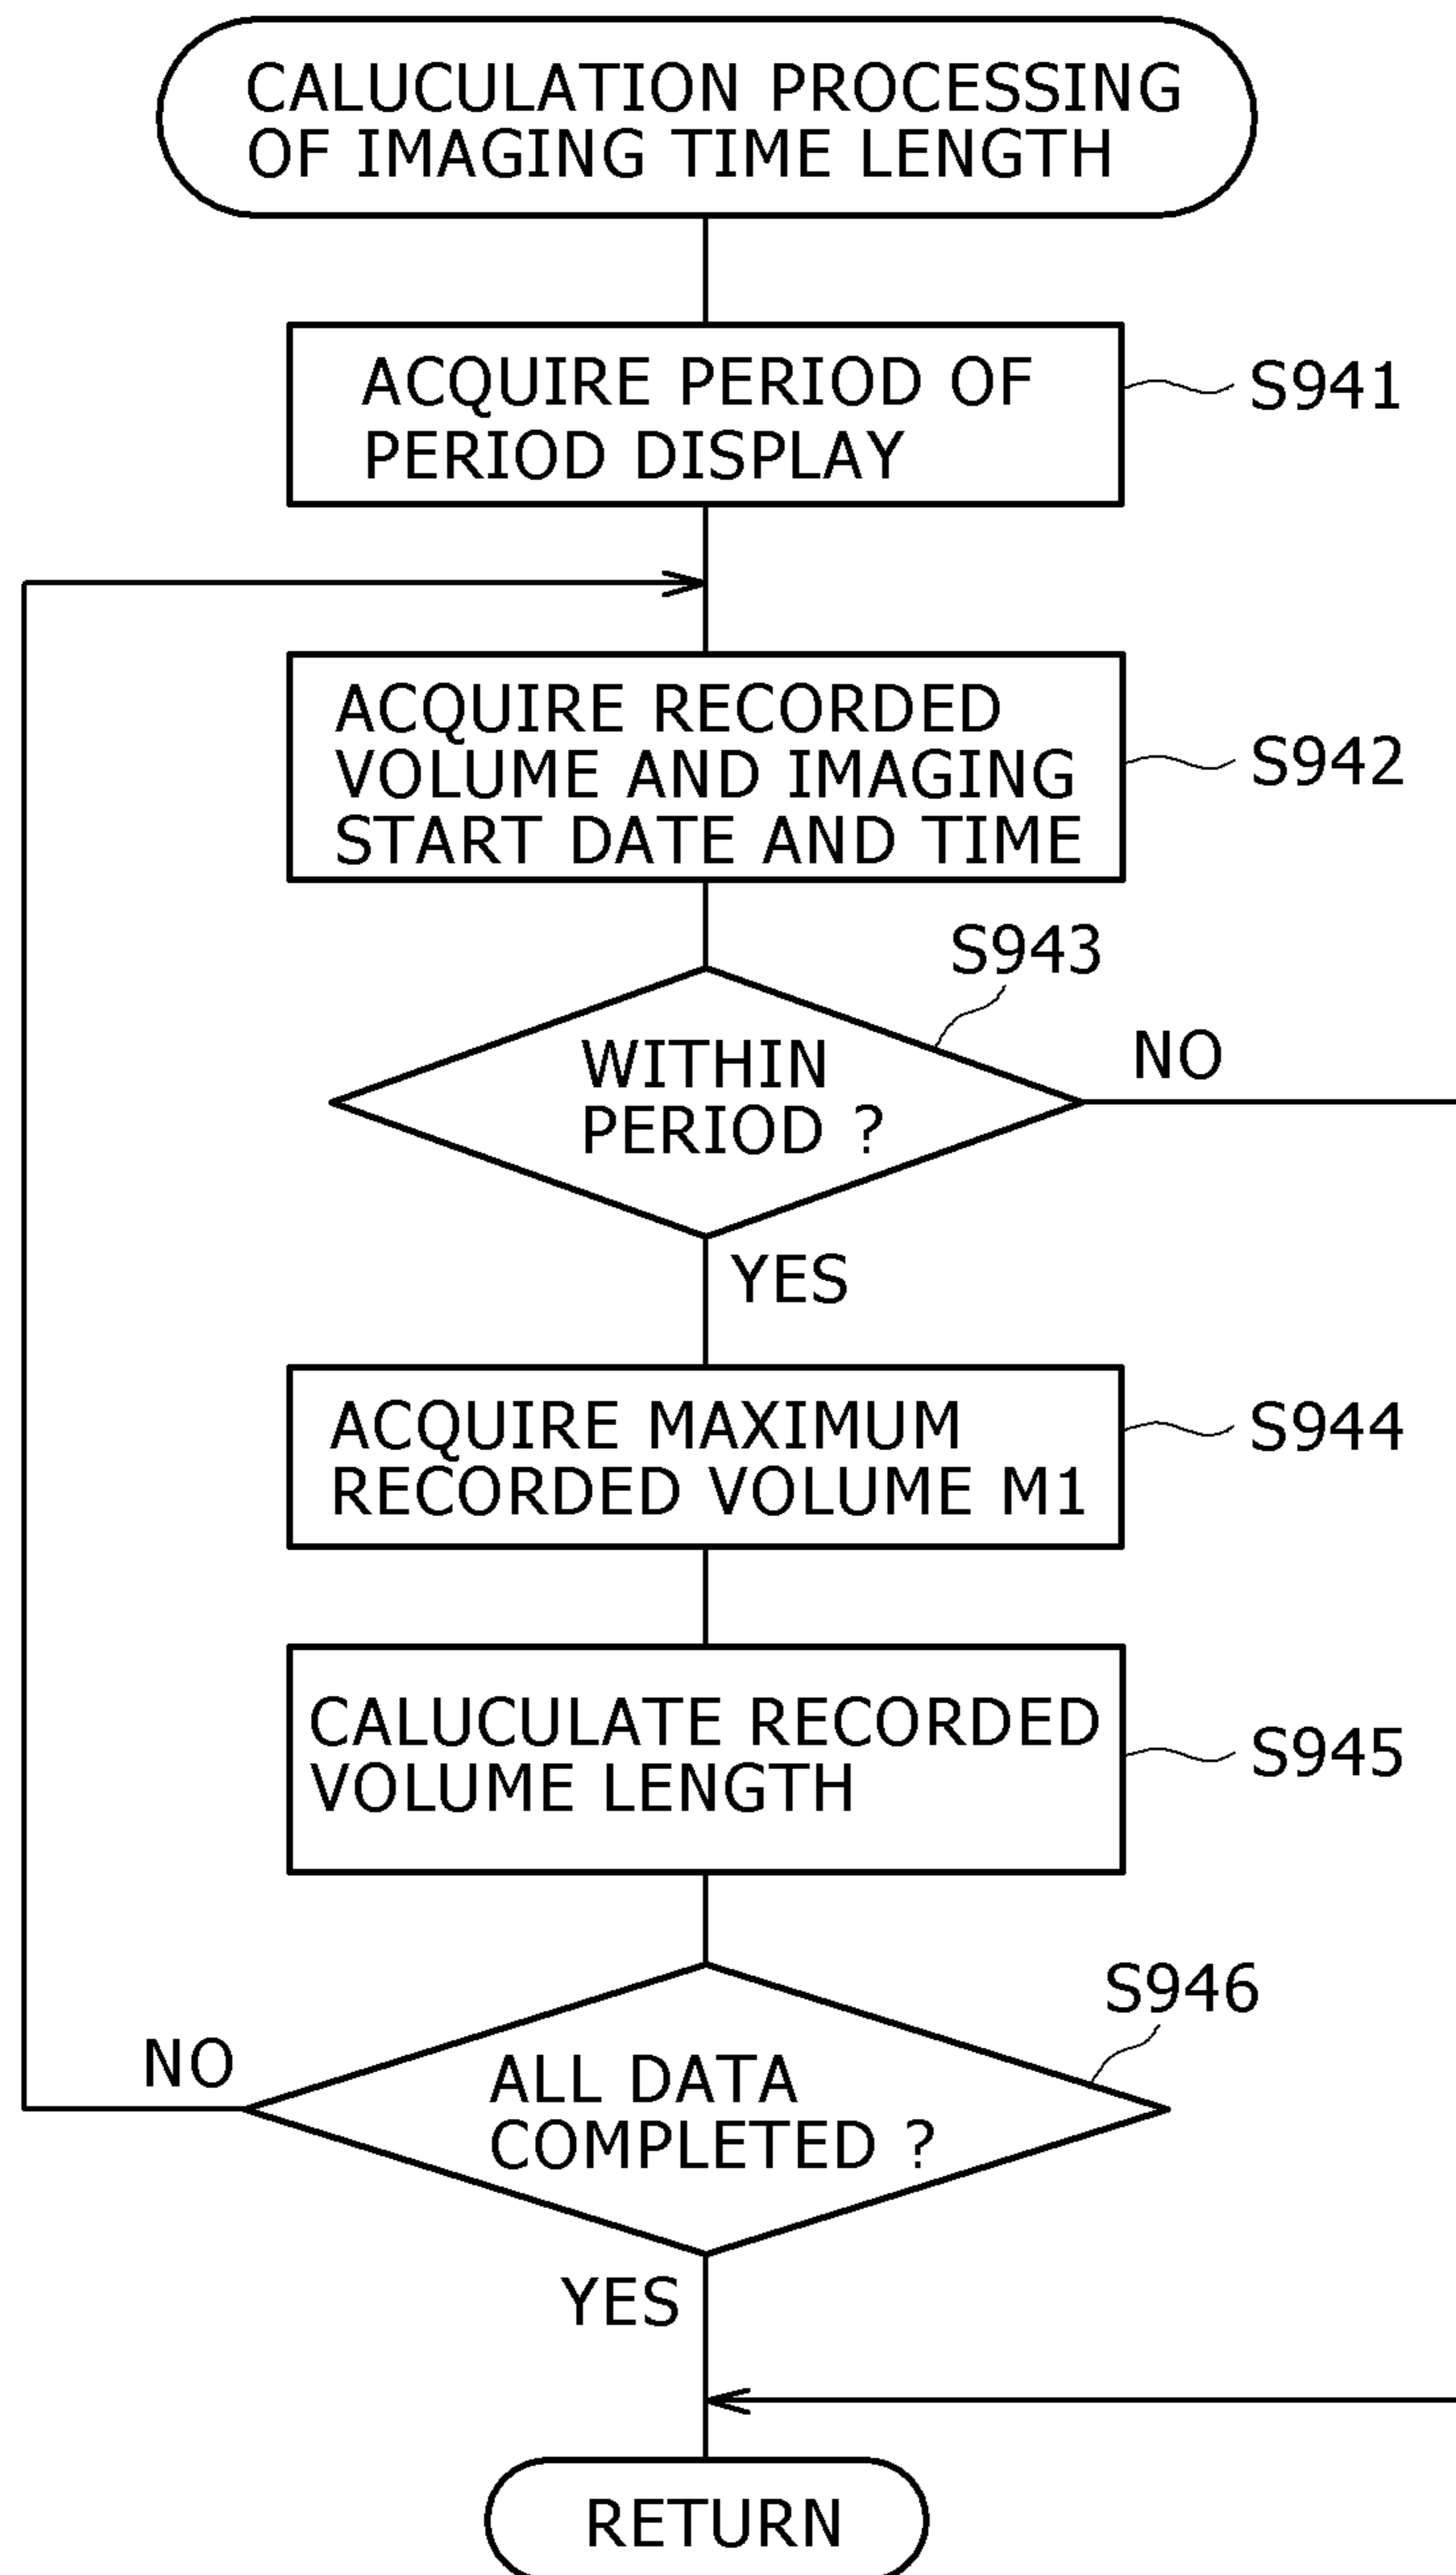 CALUCULATION PROCESSING
OF IMAGING TIME LENGTH
ACQUIRE PERIOD OF
PERIOD DISPLAY
S941
ACQUIRE RECORDED
VOLUME AND IMAGING
START DATE AND TIME
S942
S943
WITHIN
PERIOD ?
NO
YES
ACQUIRE MAXIMUM
RECORDED VOLUME M1
S944
CALUCULATE RECORDED
VOLUME LENGTH
S945
S946
ALL DATA
COMPLETED ?
NO
YES
RETURN